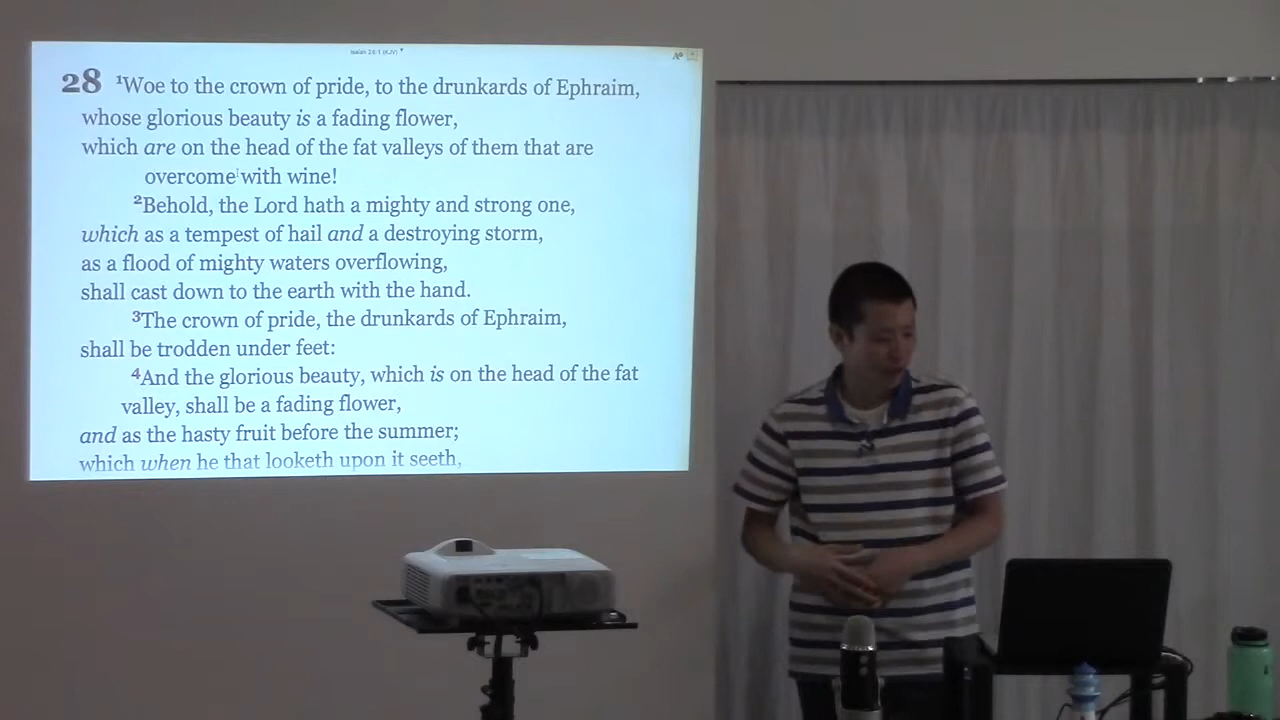 Isaiah 28:1 (KJV)
28 1Woe to the crown of pride, to the drunkards of Ephraim,
whose glorious beauty is a fading flower,
which are on the head of the fat valleys of them that are
overcome with wine!
2Behold, the Lord hath a mighty and strong one,
which as a tempest of hail and a destroying storm,
as a flood of mighty waters overflowing,
shall cast down to the earth with the hand.
3The crown of pride, the drunkards of Ephraim,
shall be trodden under feet:
4And the glorious beauty, which is on the head of the fat
valley, shall be a fading flower,
and as the hasty fruit before the summer;
which when he that looketh upon it seeth,